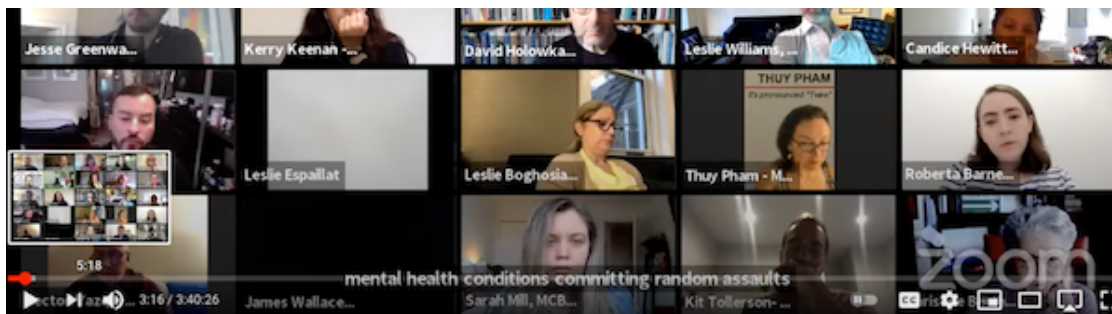 Jesse Greenwa...
Kerry Keenan -...
David Holowka...
Leslie Williams, ...
Candice Hewitt...
THUY PHAM
It's pronounced "Twee"
Leslie Espaillat
Leslie Boghosia...
Thuy Pham - M...
Roberta Barne...
5:18
mental health conditions committing random assaults
zoom
3:16 / 3:40:26
James Wallace...
Sarah Mill, MCB...
Kit Tollerson- ...
CC